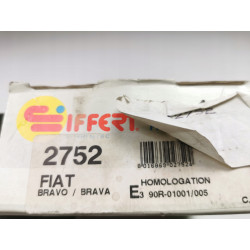 SIFFERT
2752
FIAT
BRAVO / BRAVA
HOMOLOGATION
E3 90R-01001/005
C.